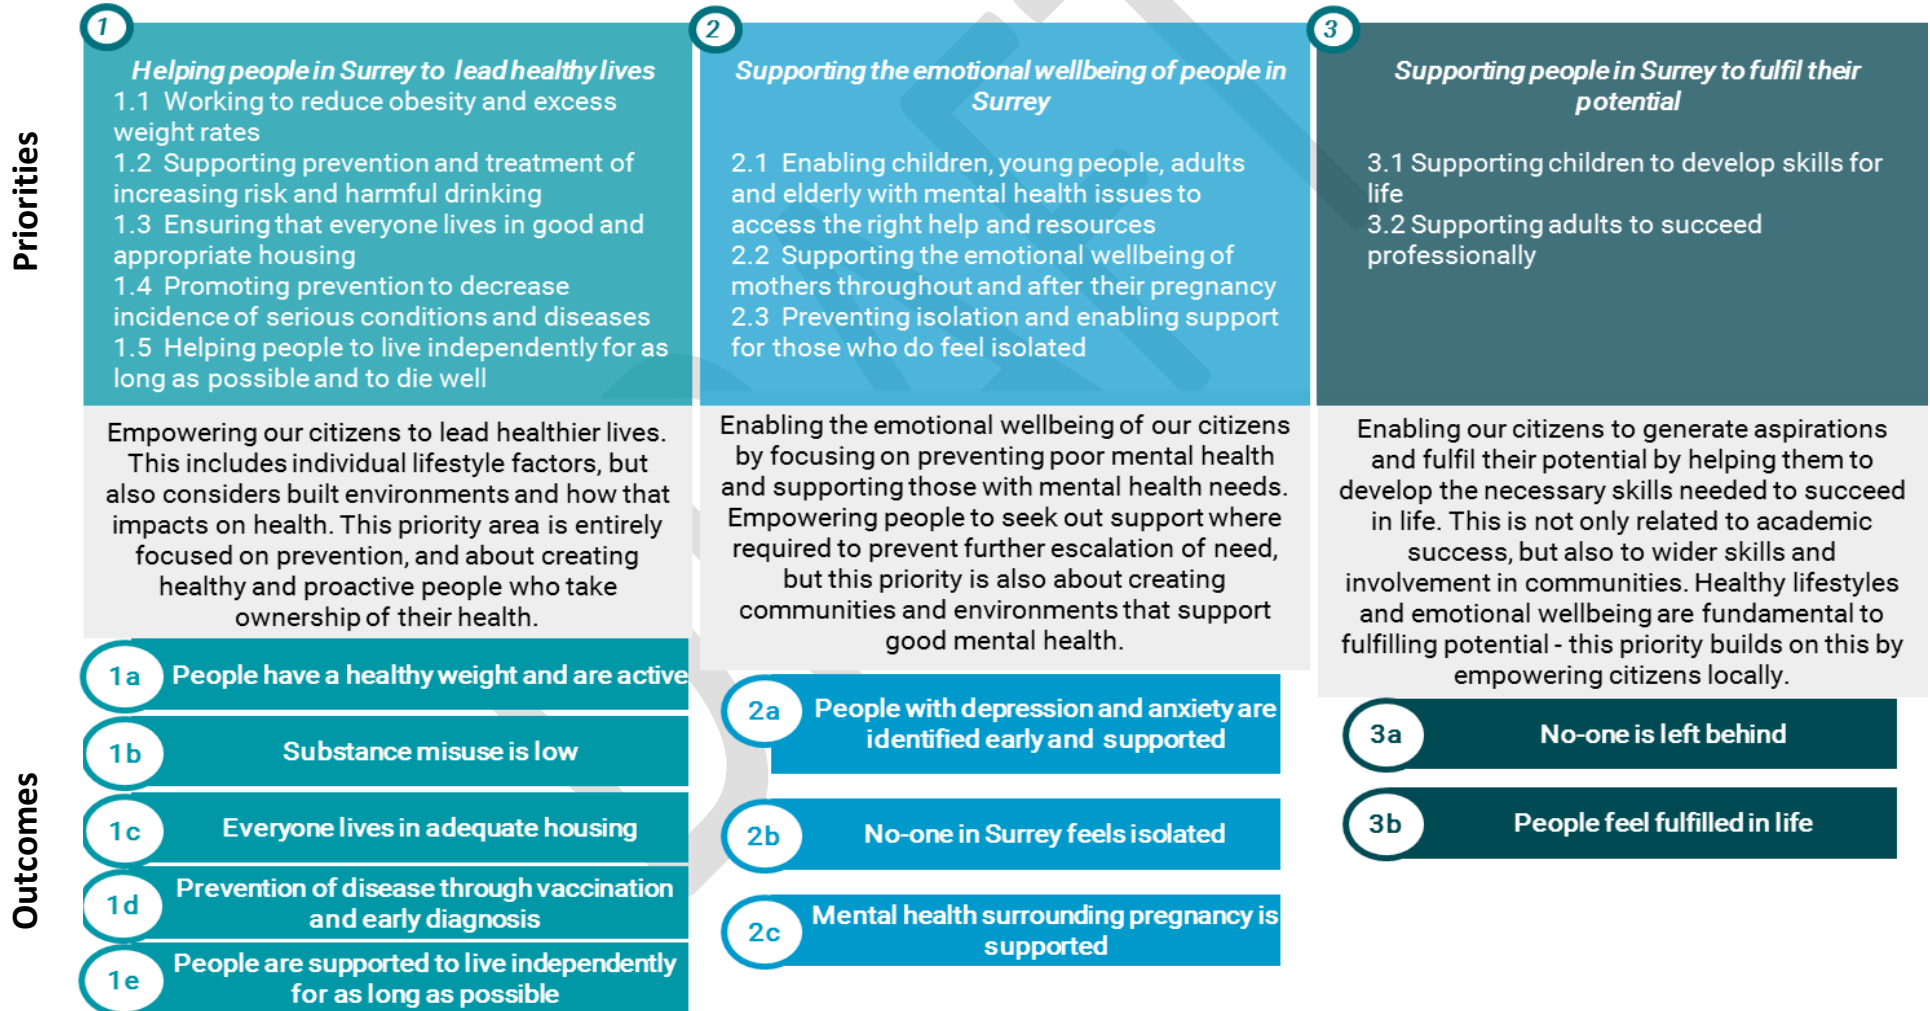 Priorities
1
Helping people in Surrey to lead healthy lives
1.1 Working to reduce obesity and excess
weight rates
1.2 Supporting prevention and treatment of
increasing risk and harmful drinking
1.3 Ensuring that everyone lives in good and
appropriate housing
1.4 Promoting prevention to decrease
incidence of serious conditions and diseases
1.5 Helping people to live independently for as
long as possible and to die well
2
Supporting the emotional wellbeing of people in
Surrey
2.1 Enabling children, young people, adults
and elderly with mental health issues to
access the right help and resources
2.2 Supporting the emotional wellbeing of
mothers throughout and after their pregnancy
2.3 Preventing isolation and enabling support
for those who do feel isolated
3
Supporting people in Surrey to fulfil their
potential
3.1 Supporting children to develop skills for
life
3.2 Supporting adults to succeed
professionally
Empowering our citizens to lead healthier lives.
This includes individual lifestyle factors, but
also considers built environments and how that
impacts on health. This priority area is entirely
focused on prevention, and about creating
healthy and proactive people who take
ownership of their health.
Enabling the emotional wellbeing of our citizens
by focusing on preventing poor mental health
and supporting those with mental health needs.
Empowering people to seek out support where
required to prevent further escalation of need,
but this priority is also about creating
communities and environments that support
good mental health.
Enabling our citizens to generate aspirations
and fulfil their potential by helping them to
develop the necessary skills needed to succeed
in life. This is not only related to academic
success, but also to wider skills and
involvement in communities. Healthy lifestyles
and emotional wellbeing are fundamental to
fulfilling potential - this priority builds on this by
empowering citizens locally.
Outcomes
1a People have a healthy weight and are active
1b Substance misuse is low
1c Everyone lives in adequate housing
1d Prevention of disease through vaccination
and early diagnosis
1e People are supported to live independently
for as long as possible
2a People with depression and anxiety are
identified early and supported
2b No-one in Surrey feels isolated
2c Mental health surrounding pregnancy is
supported
3a No-one is left behind
3b People feel fulfilled in life